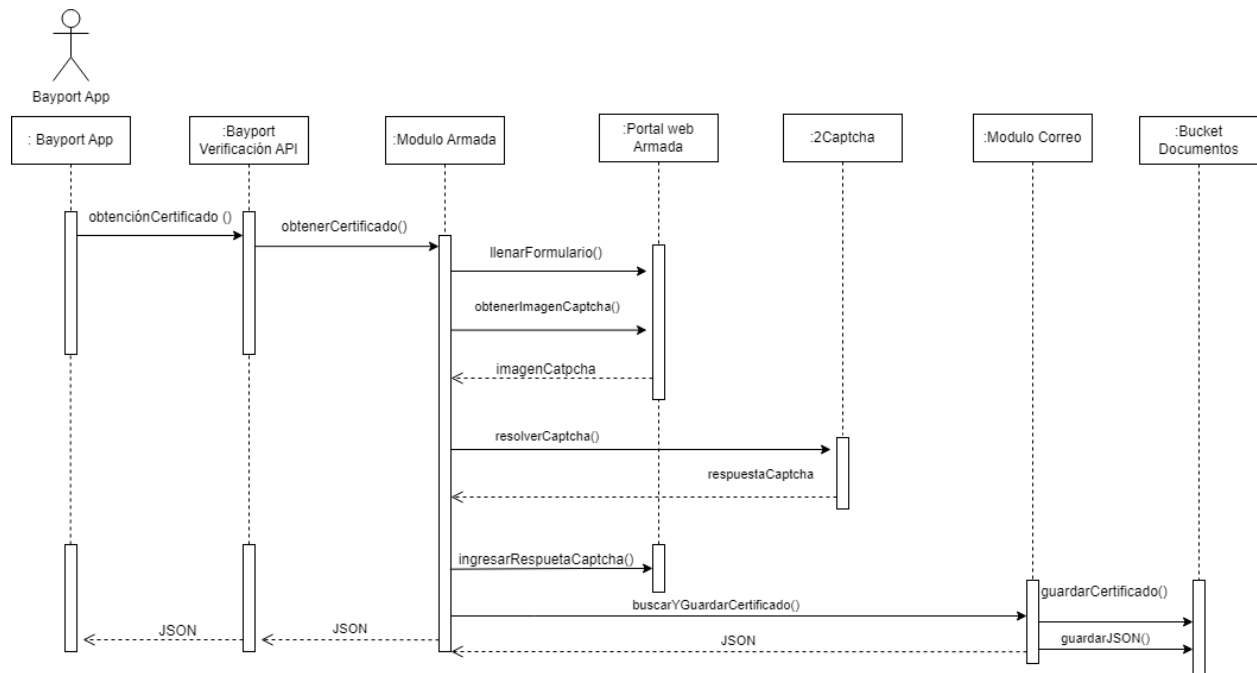 Bayport App
: Bayport App
:Bayport
Verificación API
:Modulo Armada
:Portal web
Armada
:2Captcha
:Modulo Correo
:Bucket
Documentos
obtenciónCertificado ()
obtenerCertificado()
llenarFormulario()
obtenerImagenCaptcha()
imagenCatpcha
resolverCaptcha()
respuestaCaptcha
ingresarRespuetaCaptcha()
buscarYGuardarCertificado()
guardarCertificado()
JSON
JSON
JSON
guardarJSON()